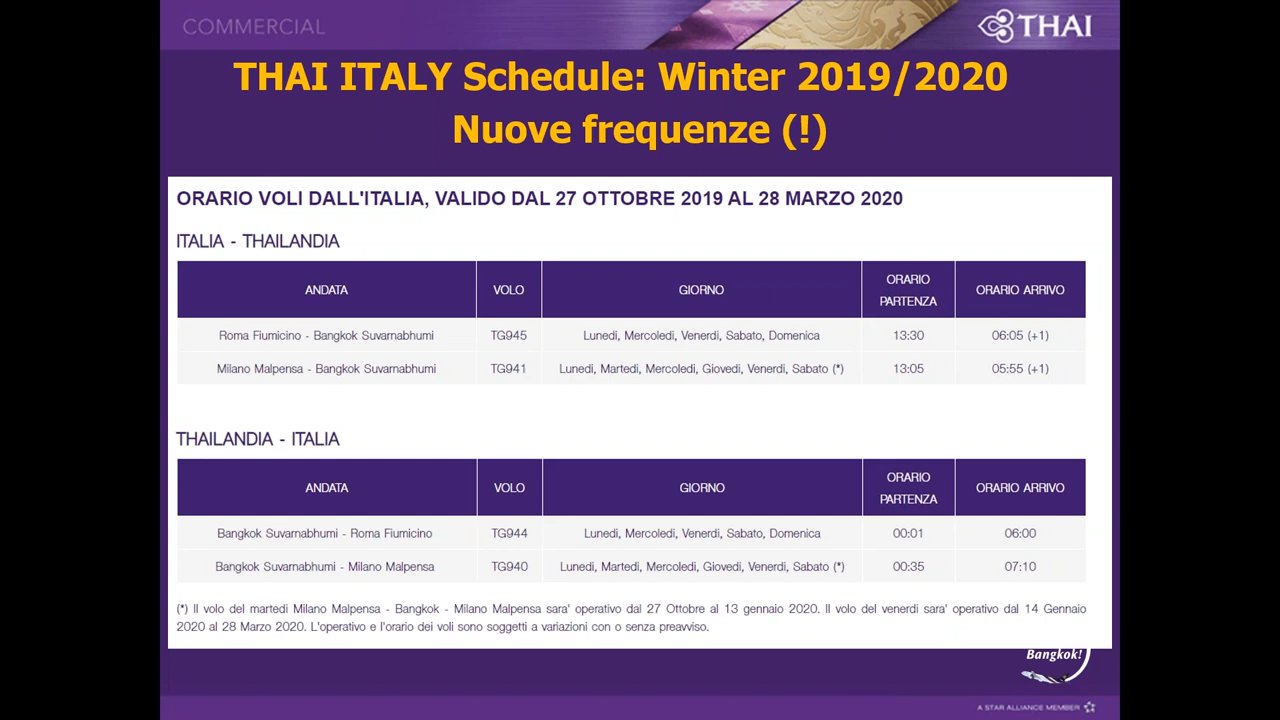 COMMERCIAL
THAI
THAI ITALY Schedule: Winter 2019/2020
Nuove frequenze (!)
ORARIO VOLI DALL'ITALIA, VALIDO DAL 27 OTTOBRE 2019 AL 28 MARZO 2020
ITALIA - THAILANDIA
ANDATA VOLO GIORNO ORARIO PARTENZA ORARIO ARRIVO
Roma Fiumicino - Bangkok Suvarnabhumi TG945 Lunedi, Mercoledi, Venerdi, Sabato, Domenica 13:30 06:05 (+1)
Milano Malpensa - Bangkok Suvarnabhumi TG941 Lunedi, Martedi, Mercoledi, Giovedi, Venerdi, Sabato (*) 13:05 05:55 (+1)
THAILANDIA - ITALIA
ANDATA VOLO GIORNO ORARIO PARTENZA ORARIO ARRIVO
Bangkok Suvarnabhumi - Roma Fiumicino TG944 Lunedi, Mercoledi, Venerdi, Sabato, Domenica 00:01 06:00
Bangkok Suvarnabhumi - Milano Malpensa TG940 Lunedi, Martedi, Mercoledi, Giovedi, Venerdi, Sabato (*) 00:35 07:10
(*) Il volo del martedi Milano Malpensa - Bangkok - Milano Malpensa sara' operativo dal 27 Ottobre al 13 gennaio 2020. Il volo del venerdi sara' operativo dal 14 Gennaio
2020 al 28 Marzo 2020. L'operativo e l'orario dei voli sono soggetti a variazioni con o senza preavviso.
Bangkok!
A STAR ALLIANCE MEMBER